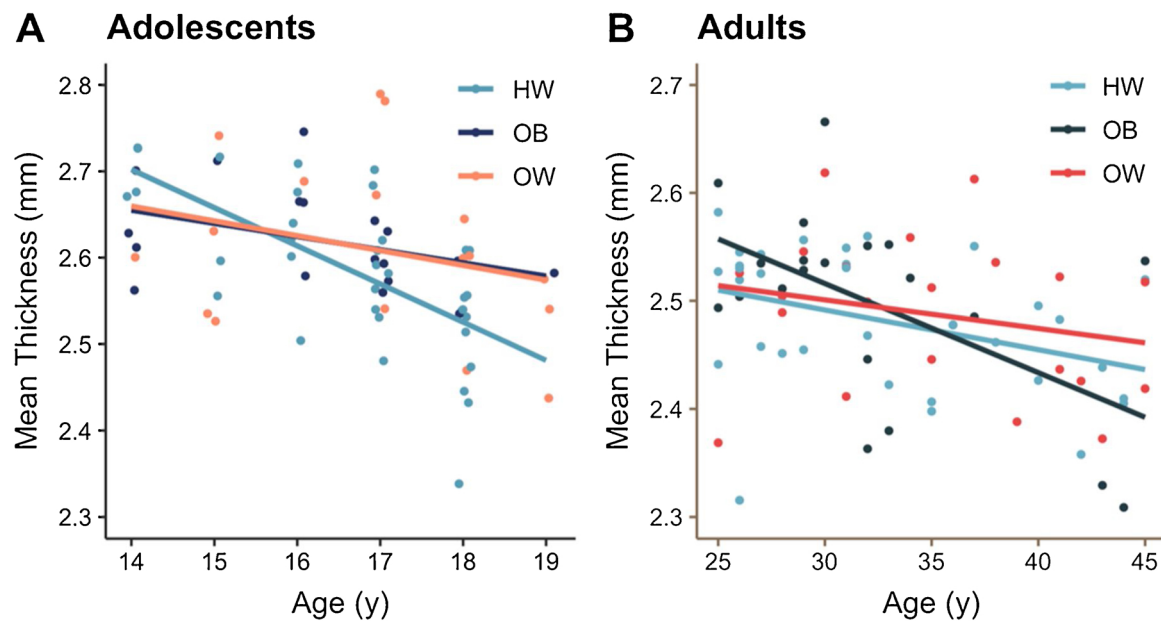 A Adolescents
2.8
2.7
2.6
2.5
2.4
2.3
Mean Thickness (mm)
HW
OB
OW
14 15 16 17 18 19
Age (y)
B Adults
2.7
2.6
2.5
2.4
2.3
Mean Thickness (mm)
HW
OB
OW
25 30 35 40 45
Age (y)